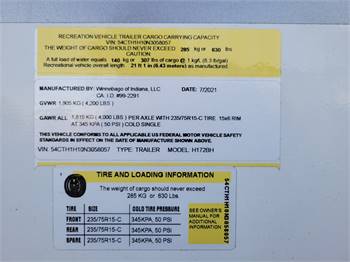 RECREATION VEHICLE TRAILER CARGO CARRYING CAPACITY
VIN: 54CTH1H10N3058057
THE WEIGHT OF CARGO SHOULD NEVER EXCEED 285 kg or 630 lbs
CAUTION:
A full load of water equals 140 kg or 307 lbs of cargo @ 1 kg/L (8.3 lb/gal)
Recreational vehicle overall length 21 ft 1 in (6.43 meters) as manufactured
MANUFACTURED BY: Winnebago of Indiana, LLC 7/2021
CA. I.D. #99-2291
GVWR 1,905 KG ( 4,200 LBS )
GAWR ALL 1,815 KG ( 4,000 LBS ) PER AXLE WITH 235/75R15-C TIRE, 15x6 RIM
AT 345 KPA, ( 50 PSI ) COLD SINGLE
THIS VEHICLE CONFORMS TO ALL APPLICABLE US FEDERAL MOTOR VEHICLE SAFETY
STANDARDS IN EFFECT ON THE DATE OF MANUFACTURE SHOWN ABOVE.
VIN: 54CTH1H10N3058057 TYPE: TRAILER MODEL H172BH
TIRE AND LOADING INFORMATION
The weight of cargo should never exceed
285 KG or 630 Lbs.
TIRE SIZE COLD TIRE PRESSURE
FRONT 235/75R15-C 345KPA, 50 PSI
REAR 235/75R15-C 345KPA, 50 PSI
SPARE 235/75R15-C 345KPA, 50 PSI
SEE OWNER'S
MANUAL FOR
ADDITIONAL
INFORMATION
54CTH1H10N3058057